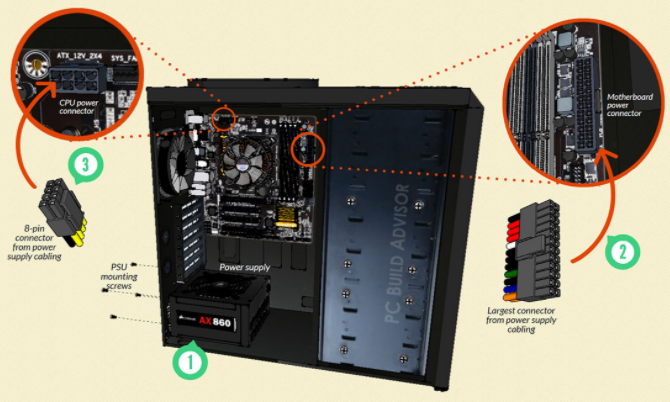 ATX_12V_2X4
SYS_FA
CPU power
connector
3
8-pin
connector
from power
supply cabling
PSU
mounting
screws
Power supply
AX860
1
PC BUILD ADVISOR
Motherboard
power
connector
2
Largest connector
from power supply
cabling